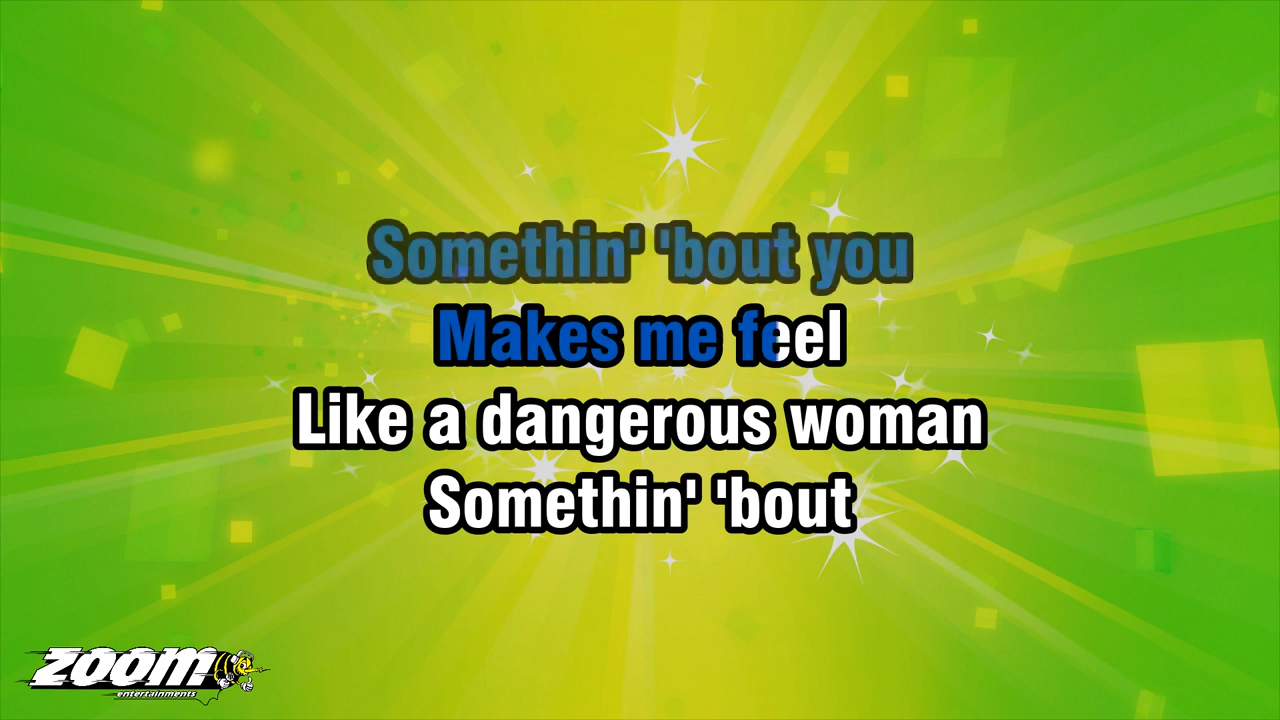 Somethin' 'bout you
Makes me feel
Like a dangerous woman
Somethin' 'bout
zoom
entertainments